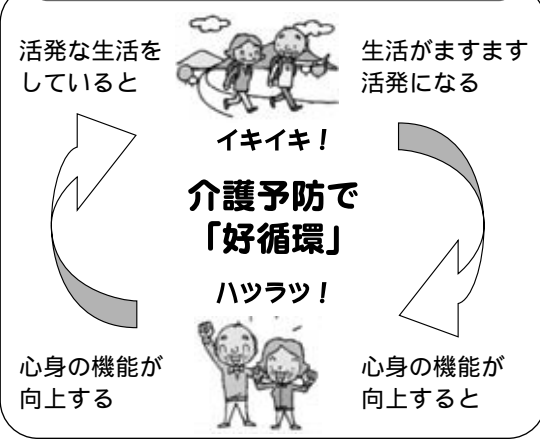 活発な生活を
していると
生活がますます
活発になる
イキイキ！
介護予防で
「好循環」
ハツラツ！
心身の機能が
向上する
心身の機能が
向上すると